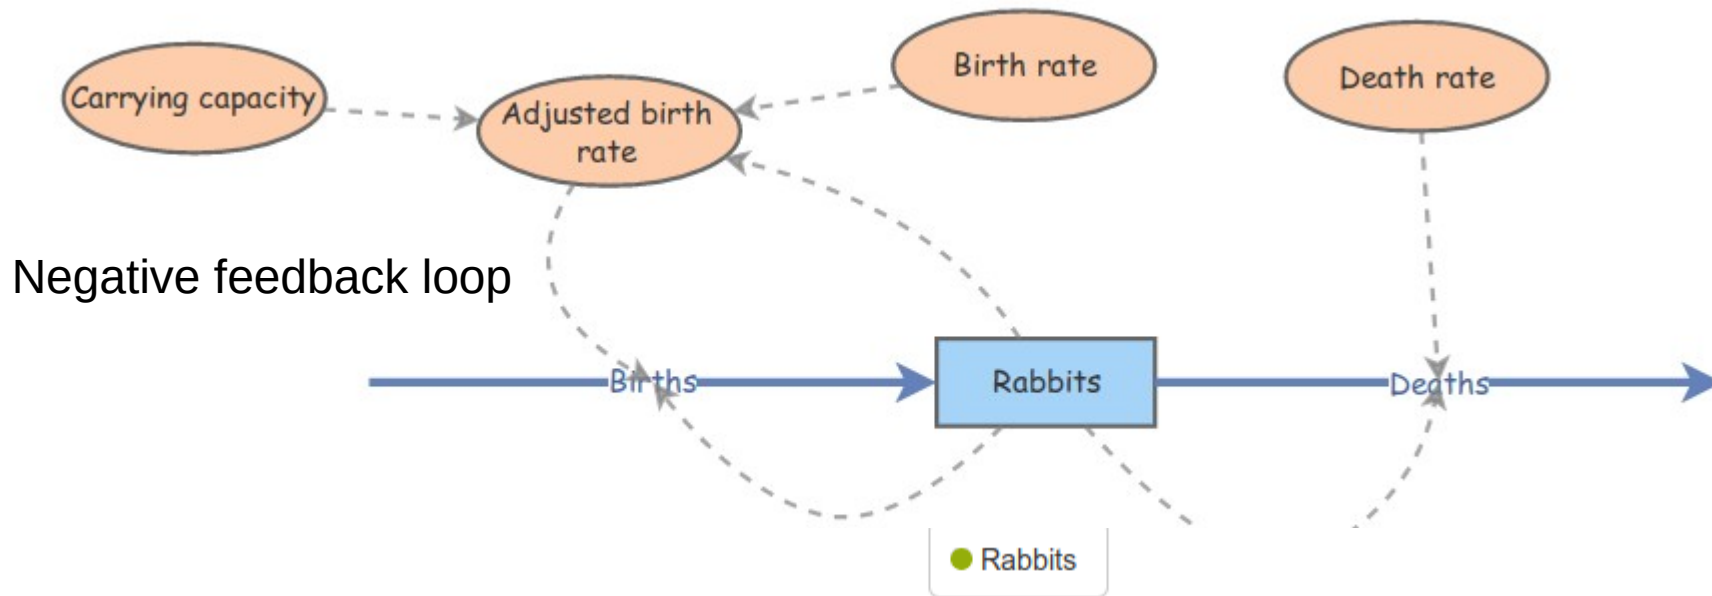 Carrying capacity
Adjusted birth
rate
Birth rate
Death rate
Negative feedback loop
Births
Rabbits
Deaths
Rabbits